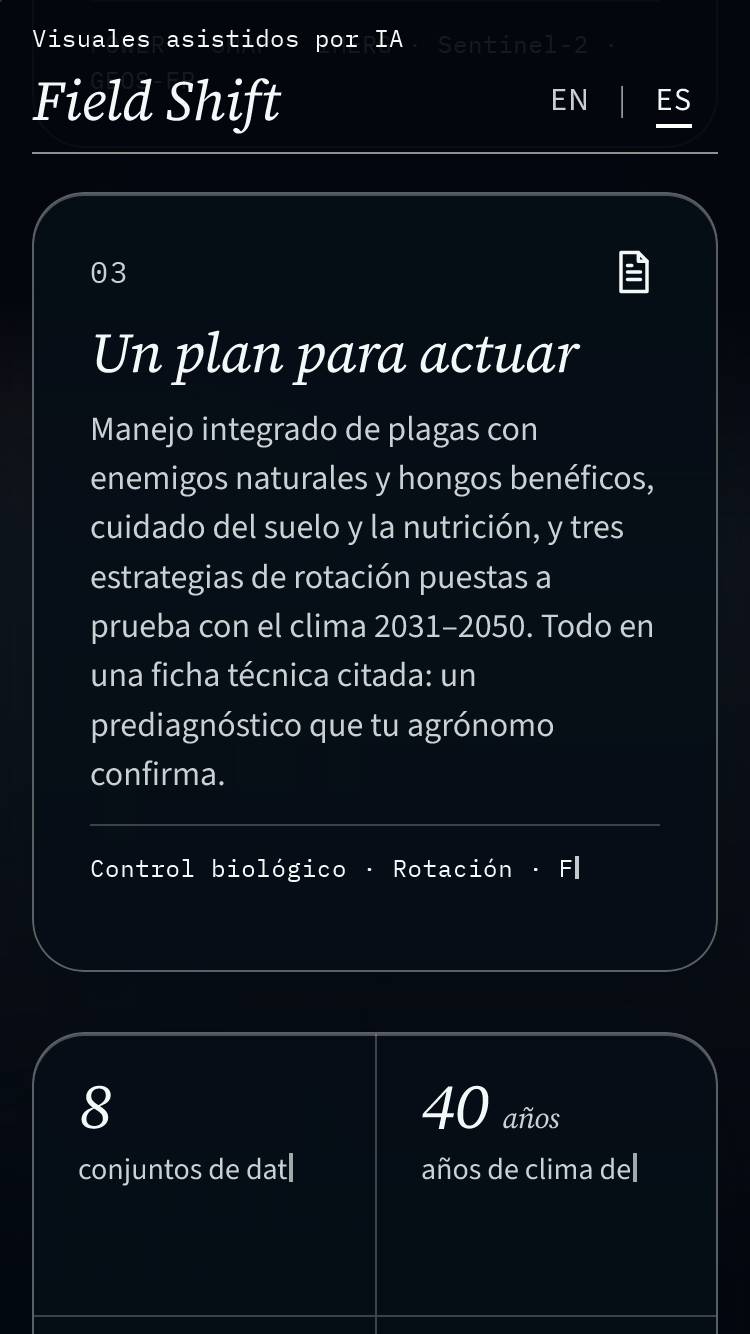 Visuales asistidos por IA
Sentinel-2 ·
Field Shift
EN | ES
03
Un plan para actuar
Manejo integrado de plagas con
enemigos naturales y hongos benéficos,
cuidado del suelo y la nutrición, y tres
estrategias de rotación puestas a
prueba con el clima 2031–2050. Todo en
una ficha técnica citada: un
prediagnóstico que tu agrónomo
confirma.
Control biológico · Rotación · F
8
conjuntos de dat
40 años
años de clima de